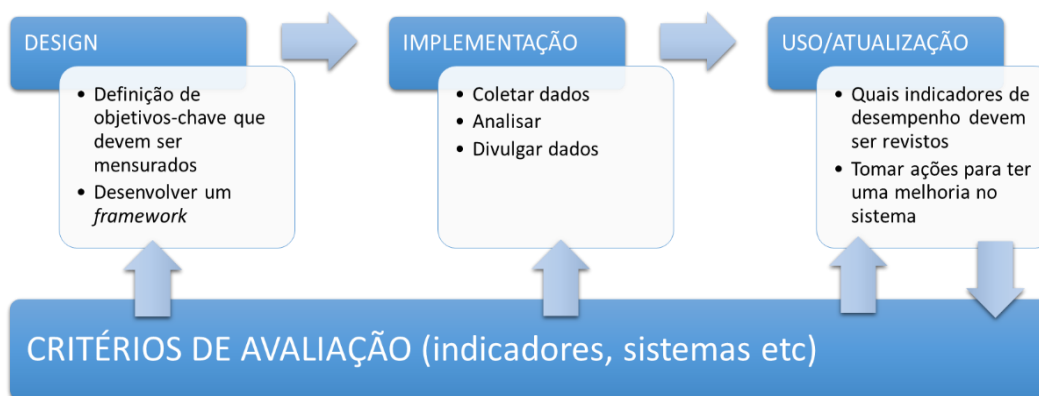 DESIGN
• Definição de
objetivos-chave que
devem ser
mensurados
• Desenvolver um
framework
IMPLEMENTAÇÃO
• Coletar dados
• Analisar
• Divulgar dados
USO/ATUALIZAÇÃO
• Quais indicadores de
desempenho devem
ser revistos
• Tomar ações para ter
uma melhoria no
sistema
CRITÉRIOS DE AVALIAÇÃO (indicadores, sistemas etc)